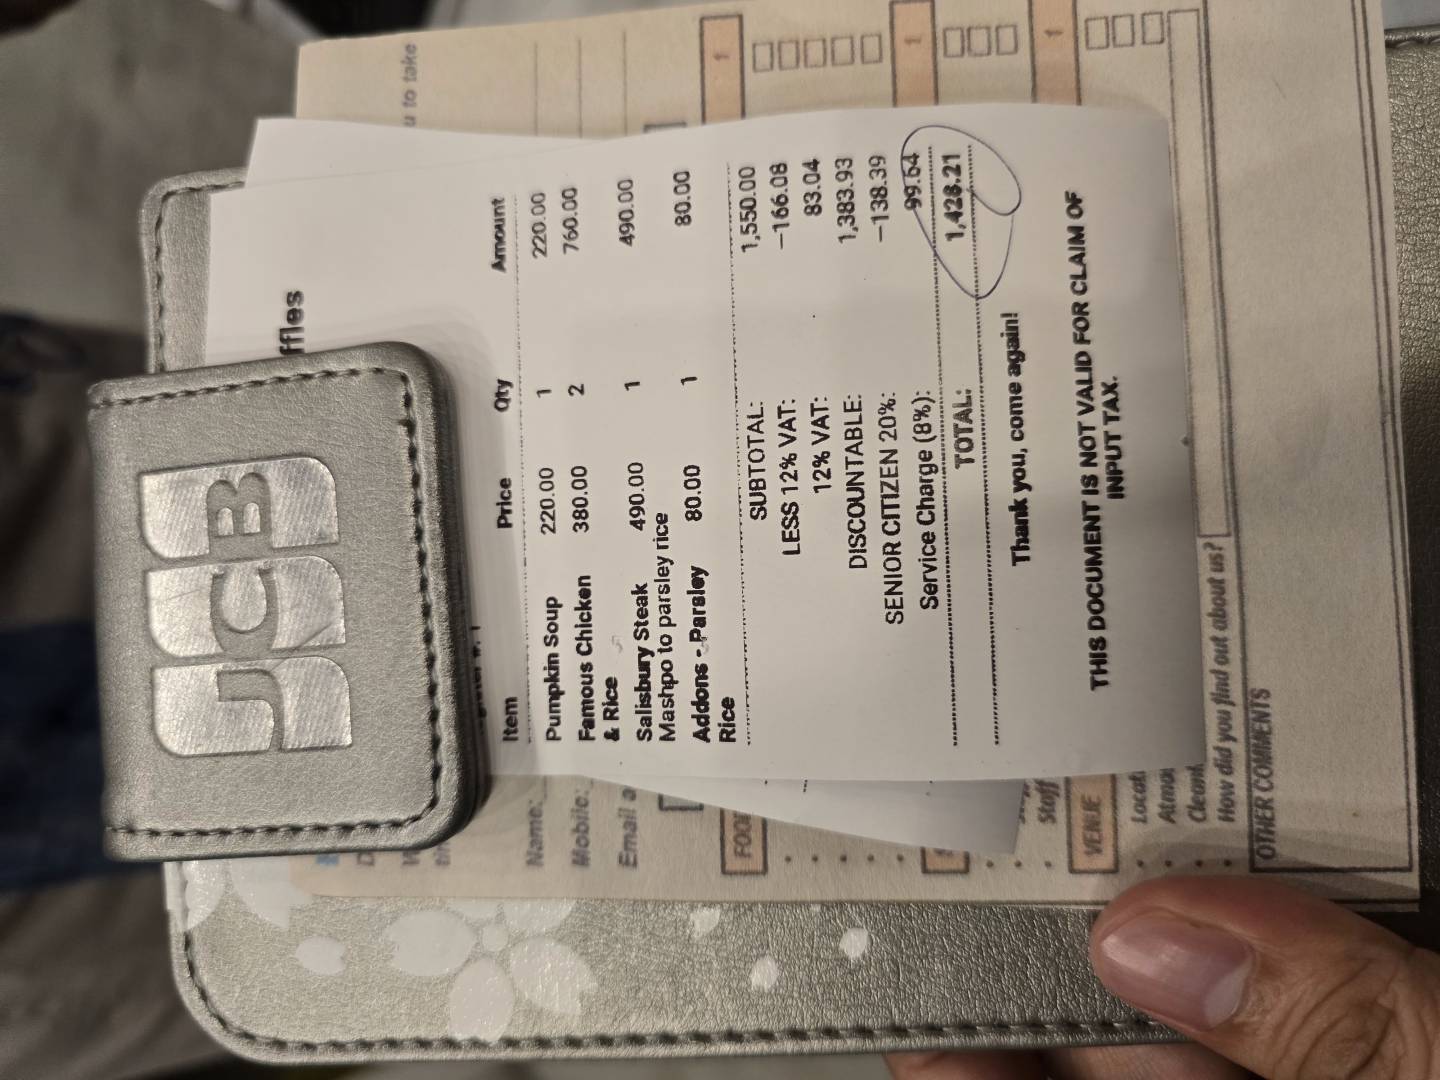 JCB
ffles
Item Price Qty Amount
Pumpkin Soup 220.00 1 220.00
Famous Chicken 380.00 2 760.00
& Rice
Salisbury Steak 490.00 1 490.00
Mashpo to parsley rice
Addons - Parsley 80.00 1 80.00
Rice
SUBTOTAL: 1,550.00
LESS 12% VAT: -166.08
12% VAT: 83.04
DISCOUNTABLE: 1,383.93
SENIOR CITIZEN 20%: -138.39
Service Charge (8%): 99.64
TOTAL: 1,428.21
Thank you, come again!
THIS DOCUMENT IS NOT VALID FOR CLAIM OF
INPUT TAX.
u to take
Name:
Mobile:
Email a
FOO
1
1
Staff
VENUE 1
Locat
Atmo
Clean
How did you find out about us?
OTHER COMMENTS